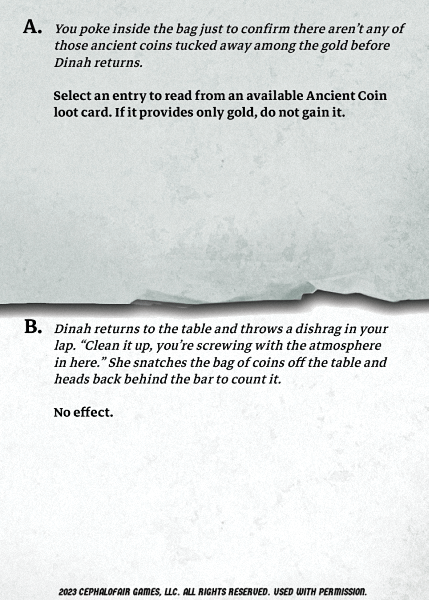 A. You poke inside the bag just to confirm there aren't any of
those ancient coins tucked away among the gold before
Dinah returns.
Select an entry to read from an available Ancient Coin
loot card. If it provides only gold, do not gain it.
B. Dinah returns to the table and throws a dishrag in your
lap. “Clean it up, you're screwing with the atmosphere
in here.” She snatches the bag of coins off the table and
heads back behind the bar to count it.
No effect.
2023 CEPHALOFAIR GAMES, LLC. ALL RIGHTS RESERVED. USED WITH PERMISSION.